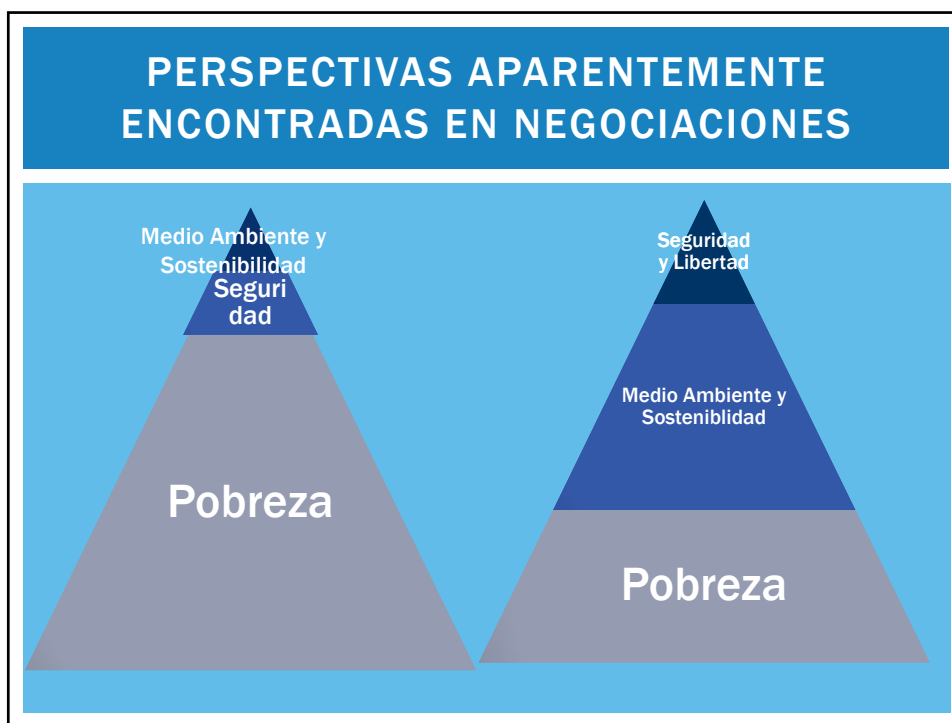 PERSPECTIVAS APARENTEMENTE
ENCONTRADAS EN NEGOCIACIONES
Medio Ambiente y
Sostenibilidad
Seguri
dad
Pobreza
Seguridad
y Libertad
Medio Ambiente y
Sosteniblidad
Pobreza